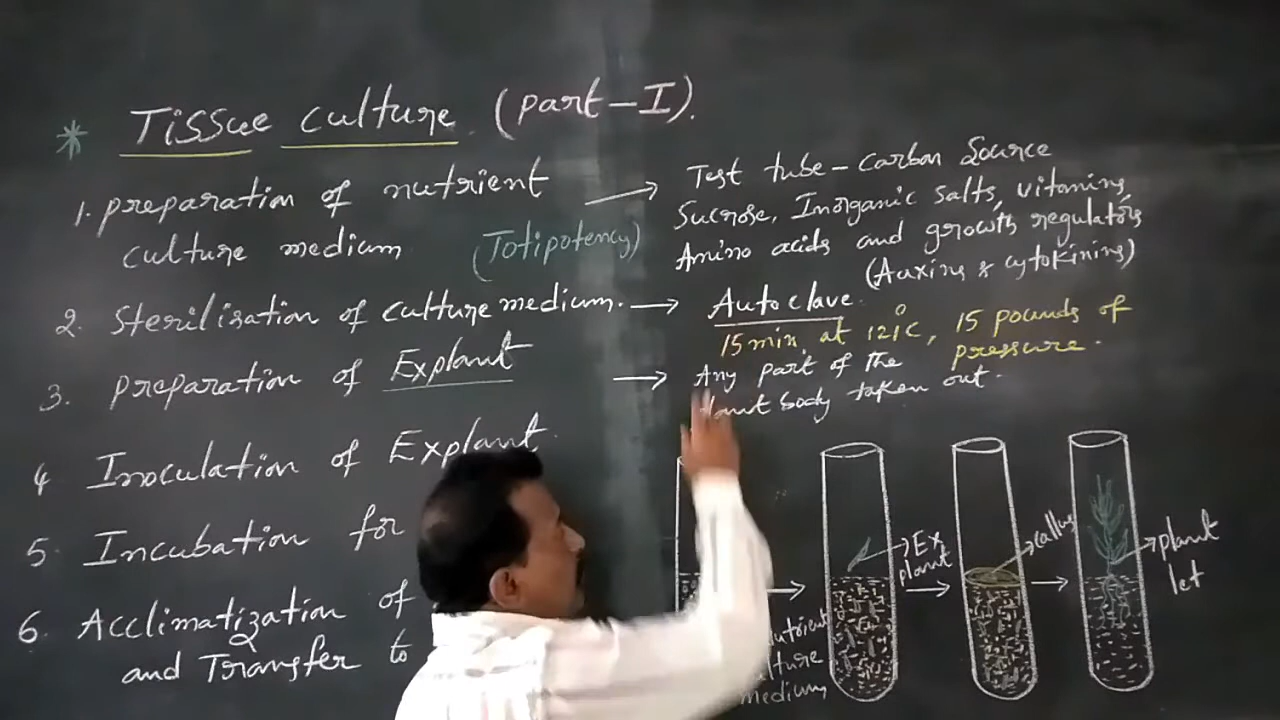 * Tissue culture (part-I).
1. preparation of nutrient
culture medium (Totipotency)
→ Test tube - Carbon Source
Sucrose, Inorganic salts, vitamins,
Amino acids and growth regulators
(Auxins & cytokinins)
2. Sterilisation of culture medium. → Autoclave.
15 min. at 121°C, 15 pounds of
pressure.
3. preparation of Explant → Any part of the
body taken out.
4 Inoculation of Explant.
5. Incubation for
6. Acclimatization of
and Transfer to
Ex
plant
callus
plant
let
medium